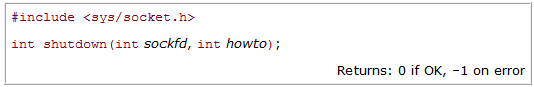 #include <sys/socket.h>
int shutdown(int sockfd, int howto);
Returns: 0 if OK, –1 on error